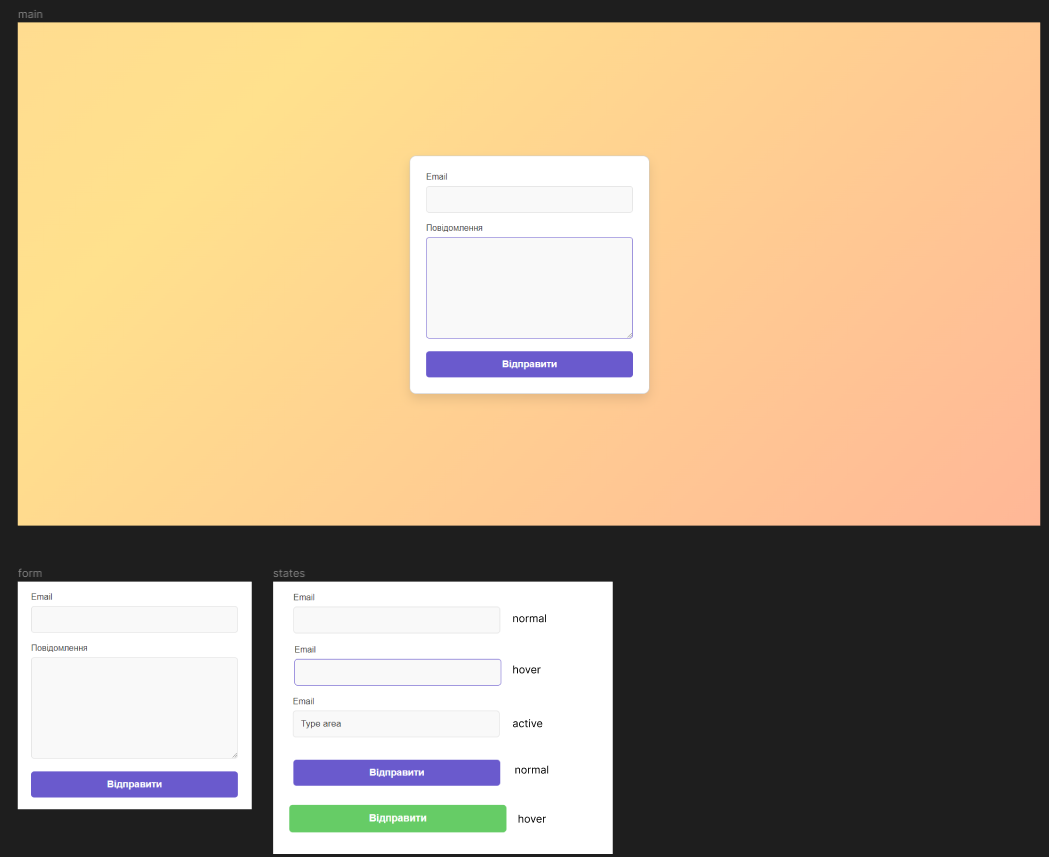 main
Email
Повідомлення
Відправити
form
Email
Повідомлення
Відправити
states
Email
normal
Email
hover
Email
Type area
active
Відправити
normal
Відправити
hover